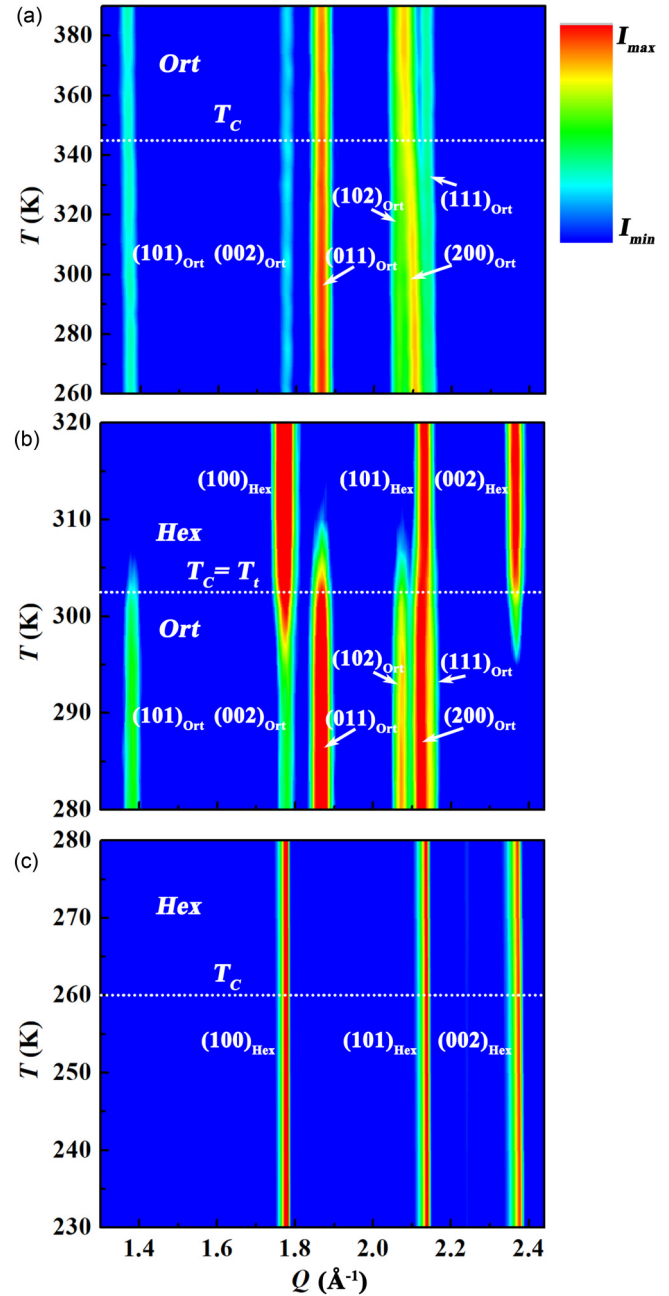 (a)
I_max
I_min
Ort
T_C
(102)_Ort
(111)_Ort
(101)_Ort (002)_Ort
(011)_Ort
(200)_Ort
380
360
340
320
300
280
260
T (K)
(b)
(100)_Hex
(101)_Hex
(002)_Hex
Hex
T_C= T_t
Ort
(102)_Ort
(111)_Ort
(101)_Ort (002)_Ort
(011)_Ort
(200)_Ort
320
310
300
290
280
T (K)
(c)
Hex
T_C
(100)_Hex
(101)_Hex
(002)_Hex
280
270
260
250
240
230
T (K)
1.4 1.6 1.8 2.0 2.2 2.4
Q (Å⁻¹)